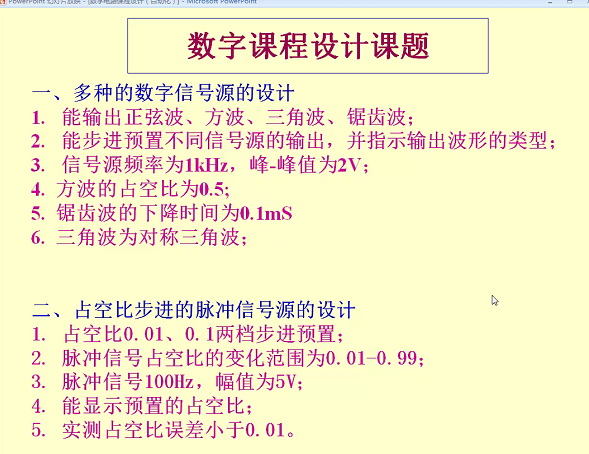 PowerPoint 幻灯片放映 - [数字电路课程设计（自动化）] - Microsoft PowerPoint
数字课程设计课题
一、多种的数字信号源的设计
1. 能输出正弦波、方波、三角波、锯齿波；
2. 能步进预置不同信号源的输出，并指示输出波形的类型；
3. 信号源频率为1kHz，峰-峰值为2V；
4. 方波的占空比为0.5;
5. 锯齿波的下降时间为0.1mS
6. 三角波为对称三角波；
二、占空比步进的脉冲信号源的设计
1. 占空比0.01、0.1两档步进预置；
2. 脉冲信号占空比的变化范围为0.01-0.99；
3. 脉冲信号100Hz，幅值为5V；
4. 能显示预置的占空比；
5. 实测占空比误差小于0.01。